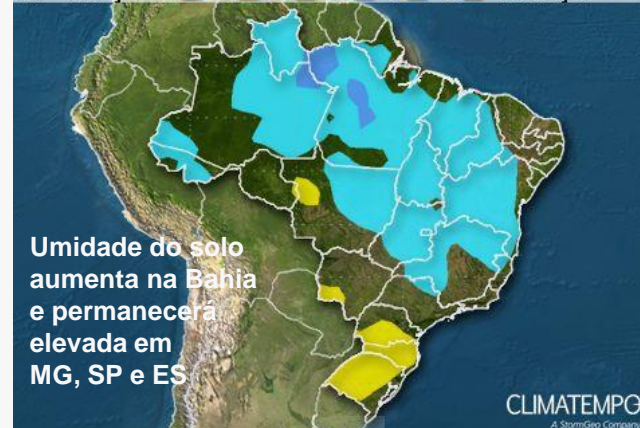 Umidade do solo
aumenta na Bahia
e permanecerá
elevada em
MG, SP e ES
CLIMATEMPO
A StormGeo Company